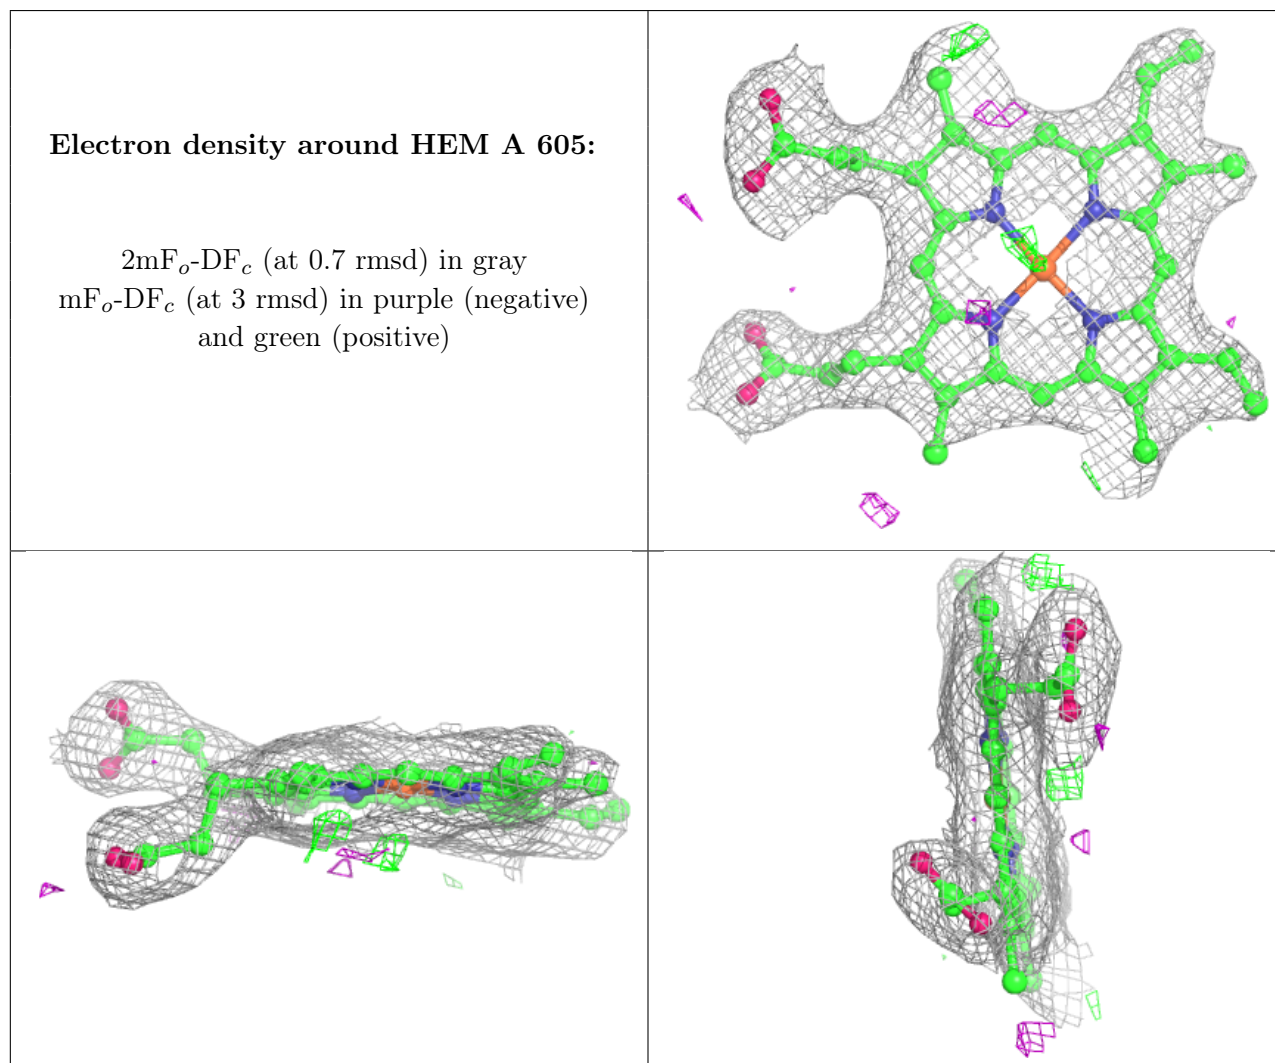 Electron density around HEM A 605:
2mFo-DFc (at 0.7 rmsd) in gray
mFo-DFc (at 3 rmsd) in purple (negative)
and green (positive)